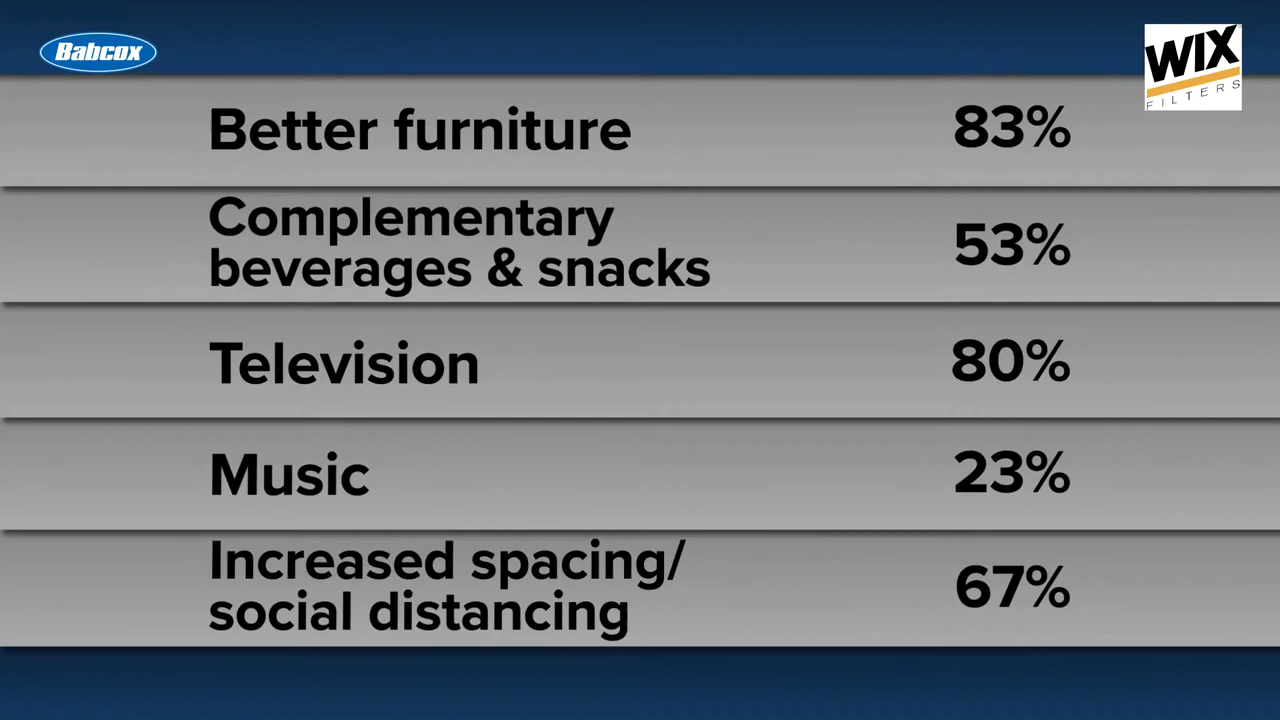 Babcox
WIX
FILTERS
Better furniture 83%
Complementary
beverages & snacks 53%
Television 80%
Music 23%
Increased spacing/
social distancing 67%